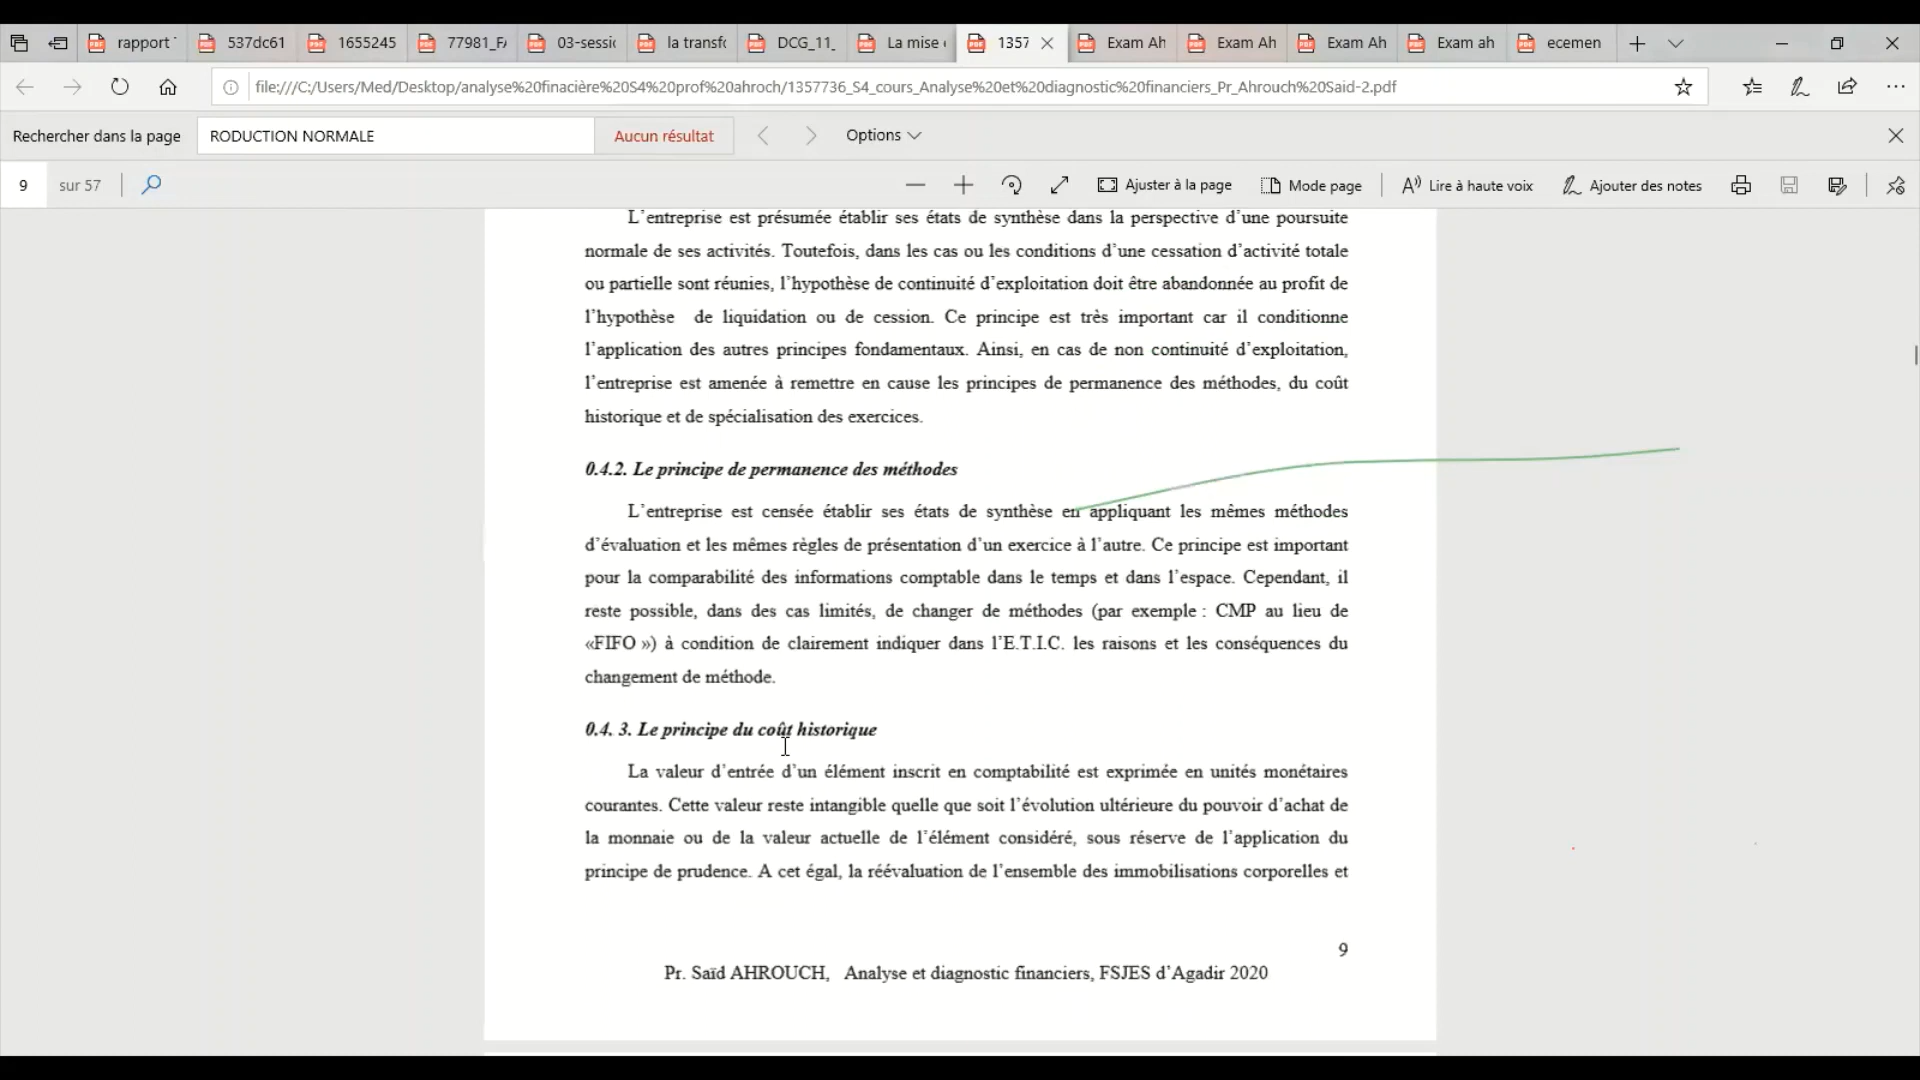 rapport
537dc61
1655245
77981_F
03-sessi
la transfo
DCG_11_
La mise
1357
Exam Ah
Exam Ah
Exam Ah
Exam ah
ecemen
file:///C:/Users/Med/Desktop/analyse%20finacière%20S4%20prof%20ahroch/1357736_S4_cours_Analyse%20et%20diagnostic%20financiers_Pr_Ahrouch%20Said-2.pdf
Rechercher dans la page
RODUCTION NORMALE
Aucun résultat
Options
9 sur 57
Ajuster à la page
Mode page
Lire à haute voix
Ajouter des notes
L'entreprise est présumée établir ses états de synthèse dans la perspective d'une poursuite
normale de ses activités. Toutefois, dans les cas ou les conditions d'une cessation d'activité totale
ou partielle sont réunies, l'hypothèse de continuité d'exploitation doit être abandonnée au profit de
l'hypothèse de liquidation ou de cession. Ce principe est très important car il conditionne
l'application des autres principes fondamentaux. Ainsi, en cas de non continuité d'exploitation,
l'entreprise est amenée à remettre en cause les principes de permanence des méthodes, du coût
historique et de spécialisation des exercices.
0.4.2. Le principe de permanence des méthodes
L'entreprise est censée établir ses états de synthèse en appliquant les mêmes méthodes
d'évaluation et les mêmes règles de présentation d'un exercice à l'autre. Ce principe est important
pour la comparabilité des informations comptable dans le temps et dans l'espace. Cependant, il
reste possible, dans des cas limités, de changer de méthodes (par exemple : CMP au lieu de
«FIFO ») à condition de clairement indiquer dans l'E.T.I.C. les raisons et les conséquences du
changement de méthode.
0.4. 3. Le principe du coût historique
La valeur d'entrée d'un élément inscrit en comptabilité est exprimée en unités monétaires
courantes. Cette valeur reste intangible quelle que soit l'évolution ultérieure du pouvoir d'achat de
la monnaie ou de la valeur actuelle de l'élément considéré, sous réserve de l'application du
principe de prudence. A cet égal, la réévaluation de l'ensemble des immobilisations corporelles et
9
Pr. Saïd AHROUCH, Analyse et diagnostic financiers, FSJES d'Agadir 2020